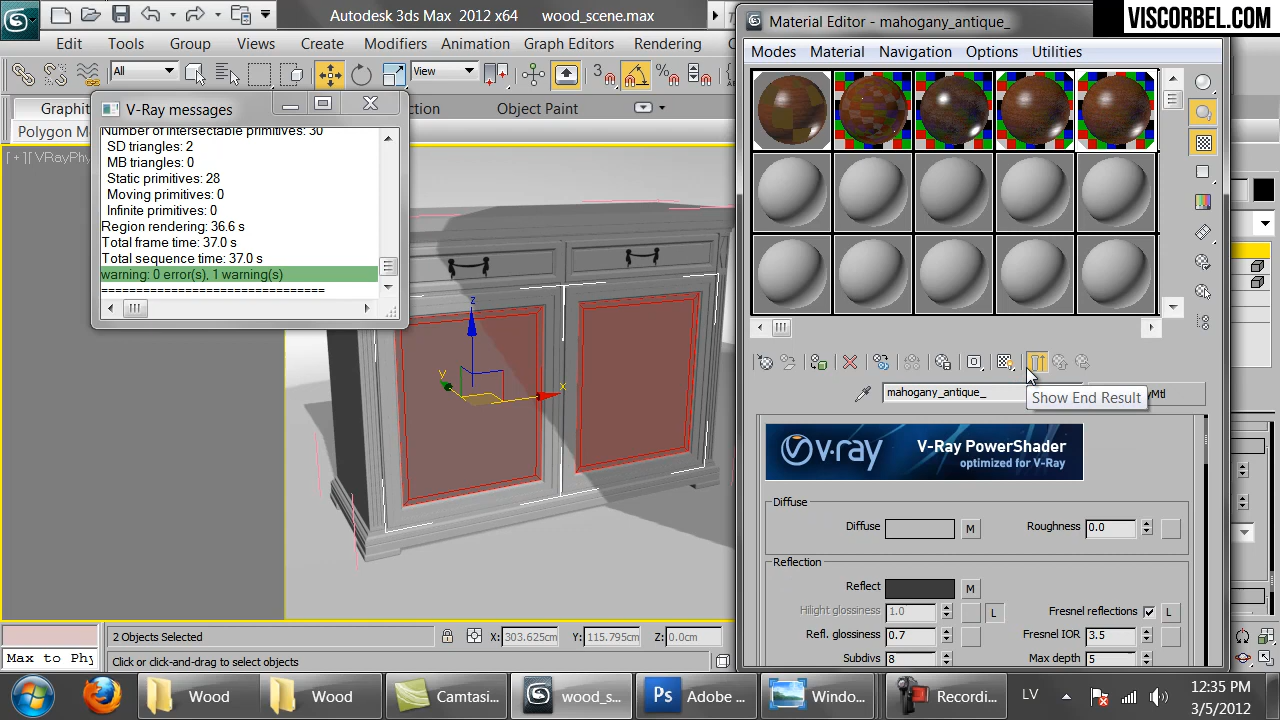 Autodesk 3ds Max 2012 x64 wood_scene.max
VISCORBEL.COM
Edit Tools Group Views Create Modifiers Animation Graph Editors Rendering
All
View
3
%
Object Paint
Polygon M
V-Ray messages
Number of intersectable primitives: 30
SD triangles: 2
MB triangles: 0
Static primitives: 28
Moving primitives: 0
Infinite primitives: 0
Region rendering: 36.6 s
Total frame time: 37.0 s
Total sequence time: 37.0 s
warning: 0 error(s), 1 warning(s)
==============================
z
y
x
Material Editor - mahogany_antique_
Modes Material Navigation Options Utilities
mahogany_antique_
Show End Result
V-Ray PowerShader
optimized for V-Ray
Diffuse
Diffuse M Roughness 0.0
Reflection
Reflect M
Hilight glossiness 1.0 L Fresnel reflections L
Refl. glossiness 0.7 Fresnel IOR 3.5
Subdivs 8 Max depth 5
2 Objects Selected X: 303.625cm Y: 115.795cm Z: 0.0cm
Max to Phy
Click or click-and-drag to select objects
Wood Wood Camtasi... wood_s... Ps Adobe ... Windo... Recordi...
LV
12:35 PM
3/5/2012